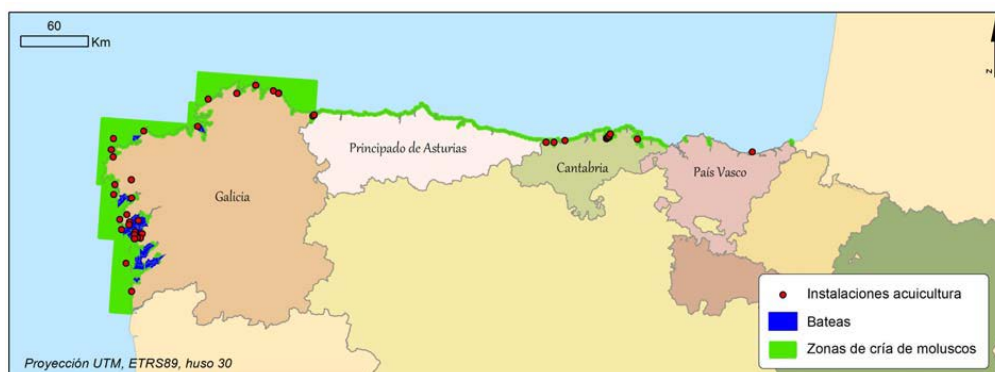 60
Km
N
Principado de Asturias
Cantabria
País Vasco
Galicia
Instalaciones acuicultura
Bateas
Zonas de cría de moluscos
Proyección UTM, ETRS89, huso 30